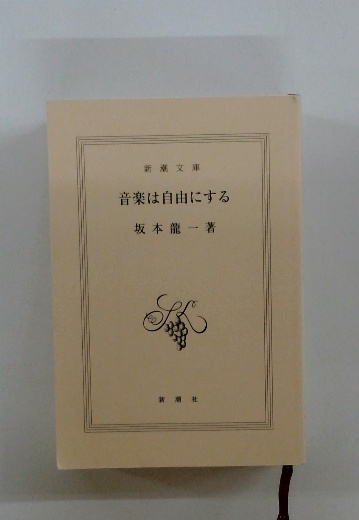 新潮文庫
音楽は自由にする
坂本龍一著
新潮社